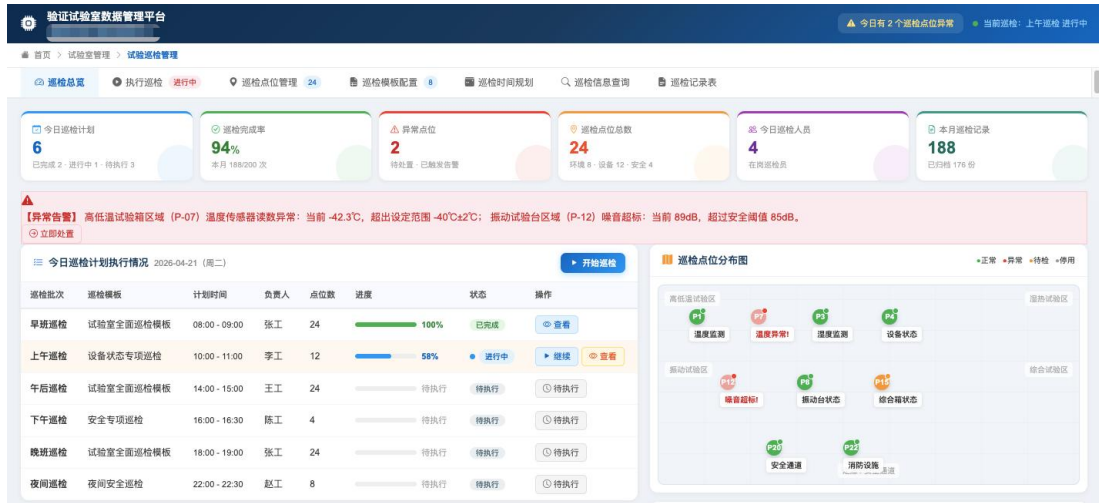 验证试验室数据管理平台
今日有 2 个巡检点位异常
当前巡检：上午巡检 进行中
首页 > 试验室管理 > 试验巡检管理
巡检总览 执行巡检 进行中 巡检点位管理 24 巡检模板配置 8 巡检时间规划 巡检信息查询 巡检记录表
今日巡检计划
6
已完成 2 · 进行中 1 · 待执行 3
巡检完成率
94%
本月 188/200 次
异常点位
2
待处置 · 已触发告警
巡检点位总数
24
环境 8 · 设备 12 · 安全 4
今日巡检人员
4
在岗巡检员
本月巡检记录
188
已归档 176 份
【异常告警】 高低温试验箱区域（P-07）温度传感器读数异常：当前 -42.3℃，超出设定范围 -40℃±2℃； 振动试验台区域（P-12）噪音超标：当前 89dB，超过安全阈值 85dB。
立即处置
今日巡检计划执行情况 2026-04-21（周二）
开始巡检
巡检批次 巡检模板 计划时间 负责人 点位数 进度 状态 操作
早班巡检 试验室全面巡检模板 08:00 - 09:00 张工 24 100% 已完成 查看
上午巡检 设备状态专项巡检 10:00 - 11:00 李工 12 58% 进行中 继续 查看
午后巡检 试验室全面巡检模板 14:00 - 15:00 王工 24 待执行 待执行 待执行
下午巡检 安全专项巡检 16:00 - 16:30 陈工 4 待执行 待执行 待执行
晚班巡检 试验室全面巡检模板 18:00 - 19:00 张工 24 待执行 待执行 待执行
夜间巡检 夜间安全巡检 22:00 - 22:30 赵工 8 待执行 待执行 待执行
巡检点位分布图
正常 异常 待检 停用
高低温试验区 湿热试验区
P1 P7 P3 P4
温度监测 温度异常! 湿度监测 设备状态
振动试验区 综合试验区
P12 P8 P15
噪音超标! 振动台状态 综合箱状态
P20 P22
安全通道 消防设施